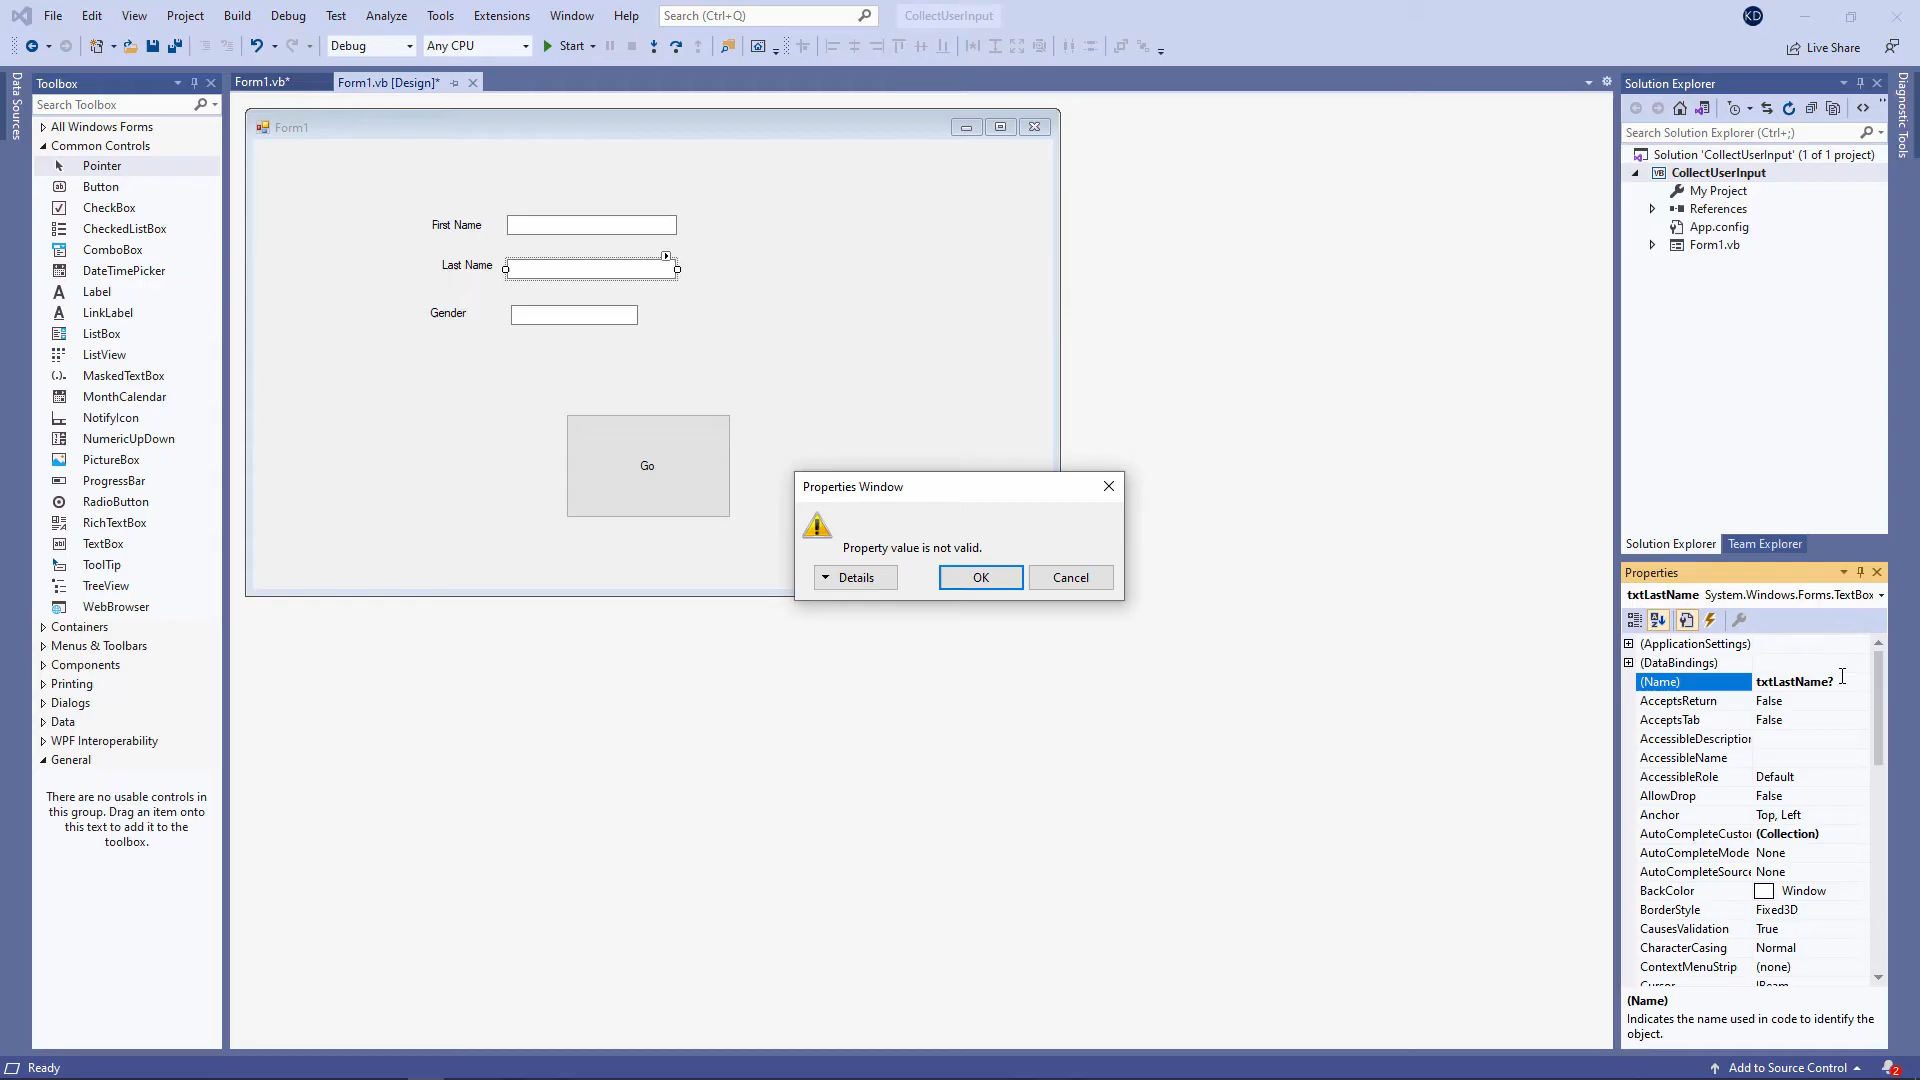 File Edit View Project Build Debug Test Analyze Tools Extensions Window Help Search (Ctrl+Q) CollectUserInput KD
Debug Any CPU Start Live Share
Data Sources
Toolbox
Search Toolbox
All Windows Forms
Common Controls
Pointer
Button
CheckBox
CheckedListBox
ComboBox
DateTimePicker
Label
LinkLabel
ListBox
ListView
MaskedTextBox
MonthCalendar
NotifyIcon
NumericUpDown
PictureBox
ProgressBar
RadioButton
RichTextBox
TextBox
ToolTip
TreeView
WebBrowser
Containers
Menus & Toolbars
Components
Printing
Dialogs
Data
WPF Interoperability
General
There are no usable controls in
this group. Drag an item onto
this text to add it to the
toolbox.
Form1.vb* Form1.vb [Design]*
Form1
First Name
Last Name
Gender
Go
Properties Window
Property value is not valid.
Details OK Cancel
Solution Explorer
Search Solution Explorer (Ctrl+;)
Solution 'CollectUserInput' (1 of 1 project)
VB CollectUserInput
My Project
References
App.config
Form1.vb
Solution Explorer Team Explorer
Diagnostic Tools
Properties
txtLastName System.Windows.Forms.TextBox
(ApplicationSettings)
(DataBindings)
(Name) txtLastName?
AcceptsReturn False
AcceptsTab False
AccessibleDescription
AccessibleName
AccessibleRole Default
AllowDrop False
Anchor Top, Left
AutoCompleteCustor (Collection)
AutoCompleteMode None
AutoCompleteSource None
BackColor Window
BorderStyle Fixed3D
CausesValidation True
CharacterCasing Normal
ContextMenuStrip (none)
Cursor IBeam
(Name)
Indicates the name used in code to identify the
object.
Ready Add to Source Control 2